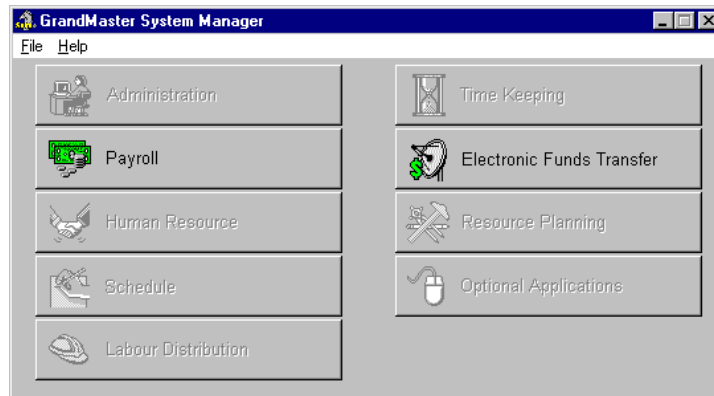 GrandMaster System Manager
File Help
Administration
Time Keeping
Payroll
Electronic Funds Transfer
Human Resource
Resource Planning
Schedule
Optional Applications
Labour Distribution